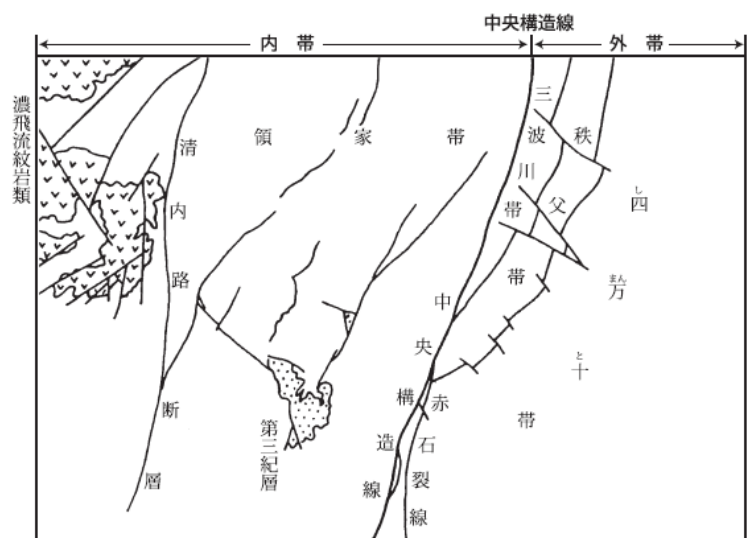 中央構造線
内帯
外帯
濃飛流紋岩類
清内路断層
領家帯
三波川帯
秩父帯
四万十帯
し
まん
と
中央構造線
赤石裂線
第三紀層